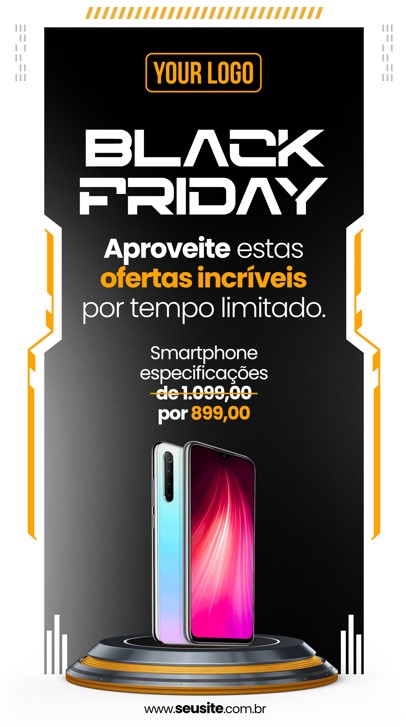 YOUR LOGO
BLACK
FRIDAY
Aproveite estas
ofertas incríveis
por tempo limitado.
Smartphone
especificações
de 1.099,00
por 899,00
www.seusite.com.br